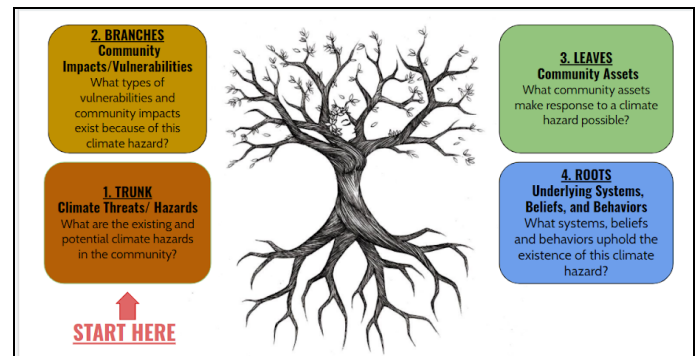 2. BRANCHES
Community
Impacts/Vulnerabilities
What types of
vulnerabilities and
community impacts
exist because of this
climate hazard?
1. TRUNK
Climate Threats/ Hazards
What are the existing and
potential climate hazards
in the community?
START HERE
3. LEAVES
Community Assets
What community assets
make response to a climate
hazard possible?
4. ROOTS
Underlying Systems,
Beliefs, and Behaviors
What systems, beliefs
and behaviors uphold the
existence of this climate
hazard?